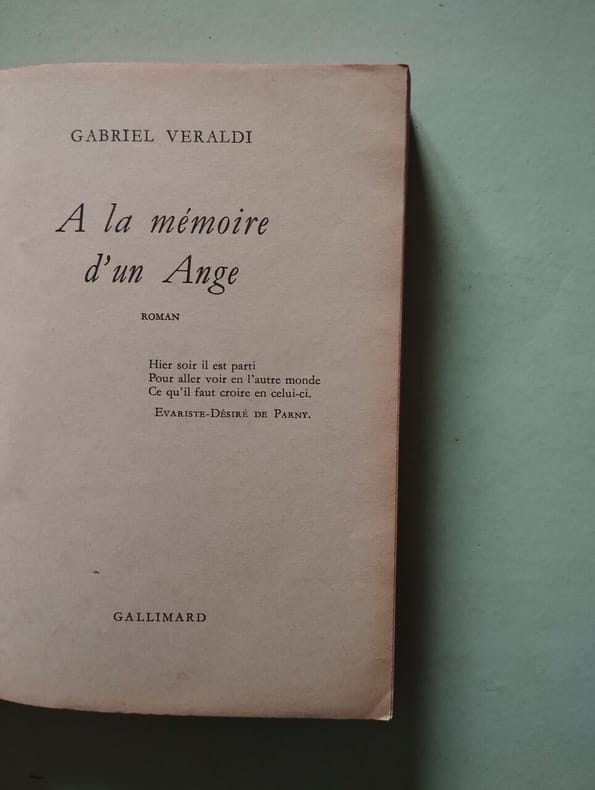 GABRIEL VERALDI
A la mémoire
d'un Ange
ROMAN
Hier soir il est parti
Pour aller voir en l'autre monde
Ce qu'il faut croire en celui-ci.
EVARISTE-DÉSIRÉ DE PARNY.
GALLIMARD